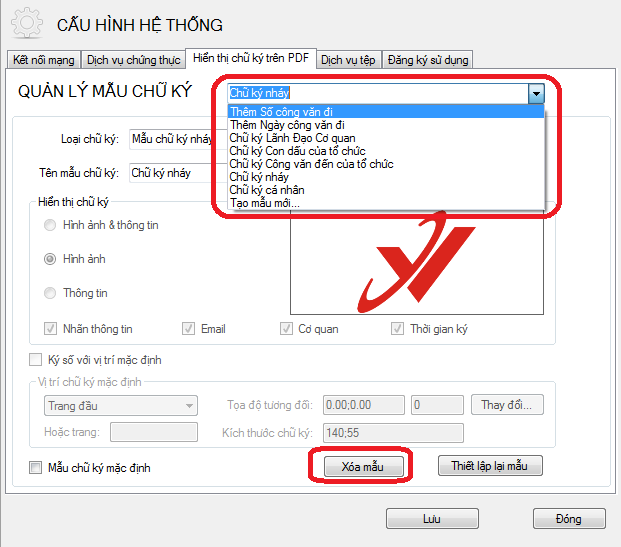 CẤU HÌNH HỆ THỐNG
Kết nối mạng Dịch vụ chứng thực Hiển thị chữ ký trên PDF Dịch vụ tệp Đăng ký sử dụng
QUẢN LÝ MẪU CHỮ KÝ Chữ ký nháy
Thêm Số công văn đi
Thêm Ngày công văn đi
Loại chữ ký: Mẫu chữ ký nháy Chữ ký Lãnh Đạo Cơ quan
Chữ ký Con dấu của tổ chức
Chữ ký Công văn đến của tổ chức
Tên mẫu chữ ký: Chữ ký nháy Chữ ký nháy
Chữ ký cá nhân
Hiển thị chữ ký Tạo mẫu mới...
Hình ảnh & thông tin
Hình ảnh
Thông tin
Nhãn thông tin Email Cơ quan Thời gian ký
Ký số với vị trí mặc định
Vị trí chữ ký mặc định
Trang đầu Tọa độ tương đối: 0.00;0.00 0 Thay đổi...
Hoặc trang: Kích thước chữ ký: 140;55
Mẫu chữ ký mặc định Xóa mẫu Thiết lập lại mẫu
Lưu Đóng